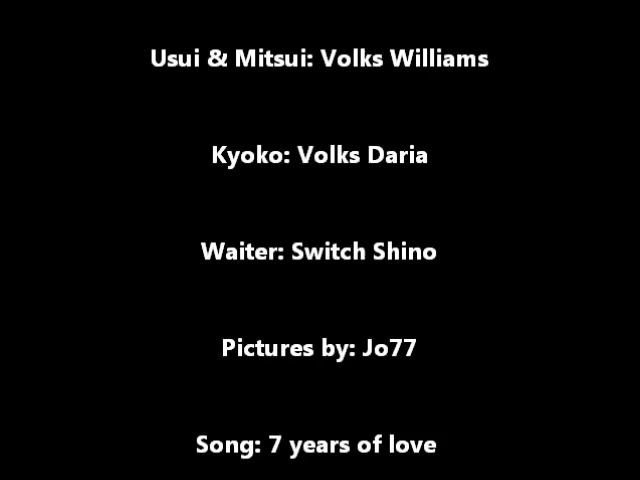 Usui & Mitsui: Volks Williams
Kyoko: Volks Daria
Waiter: Switch Shino
Pictures by: Jo77
Song: 7 years of love